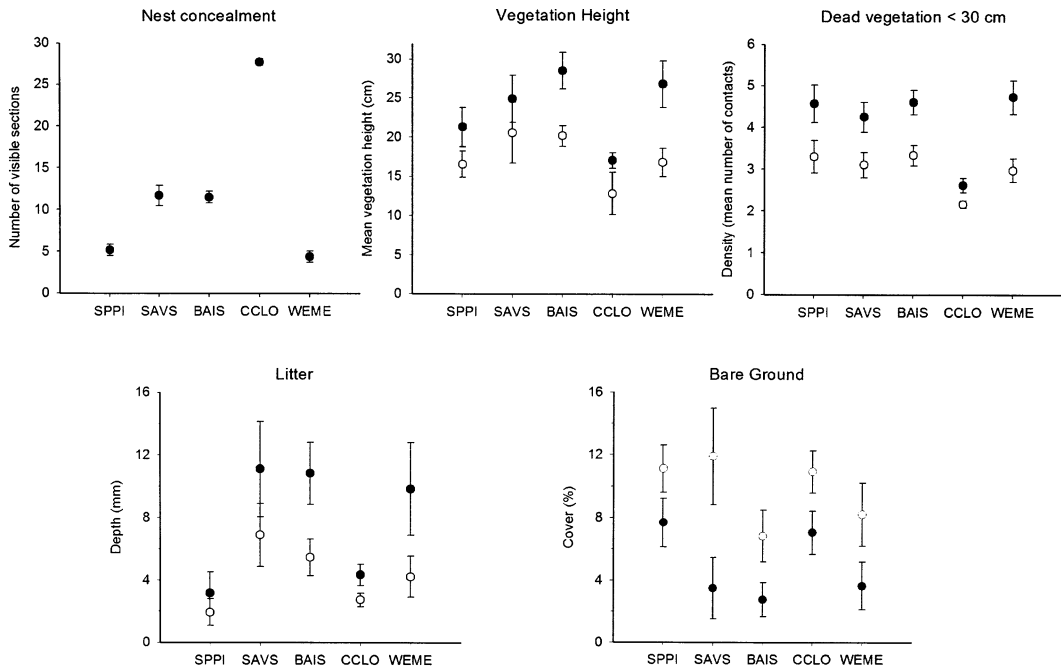 Nest concealment
Number of visible sections
30
25
20
15
10
5
0
SPPI SAVS BAIS CCLO WEME
Vegetation Height
Mean vegetation height (cm)
30
25
20
15
10
5
0
SPPI SAVS BAIS CCLO WEME
Dead vegetation < 30 cm
Density (mean number of contacts)
6
5
4
3
2
1
0
SPPI SAVS BAIS CCLO WEME
Litter
Depth (mm)
16
12
8
4
0
SPPI SAVS BAIS CCLO WEME
Bare Ground
Cover (%)
16
12
8
4
0
SPPI SAVS BAIS CCLO WEME